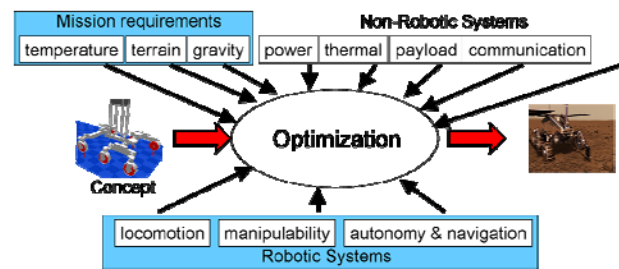 Mission requirements
temperature terrain gravity
Non-Robotic Systems
power thermal payload communication
Optimization
Concept
locomotion manipulability autonomy & navigation
Robotic Systems